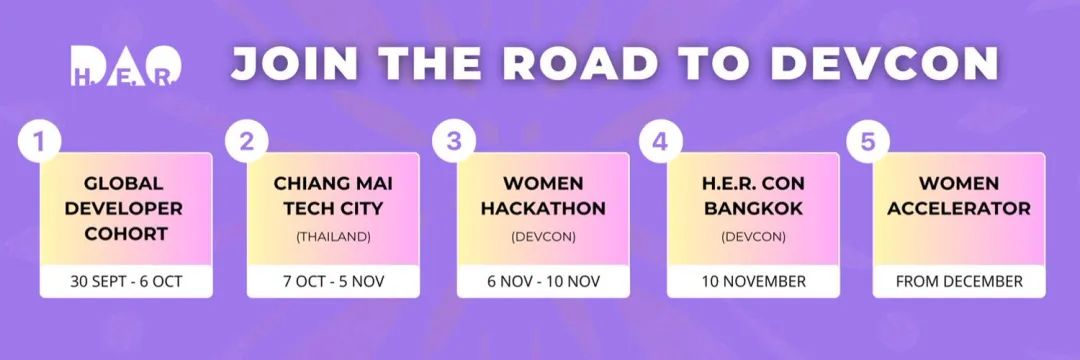 H.E.R. DAO
JOIN THE ROAD TO DEVCON
1
GLOBAL
DEVELOPER
COHORT
30 SEPT - 6 OCT
2
CHIANG MAI
TECH CITY
(THAILAND)
7 OCT - 5 NOV
3
WOMEN
HACKATHON
(DEVCON)
6 NOV - 10 NOV
4
H.E.R. CON
BANGKOK
(DEVCON)
10 NOVEMBER
5
WOMEN
ACCELERATOR
FROM DECEMBER